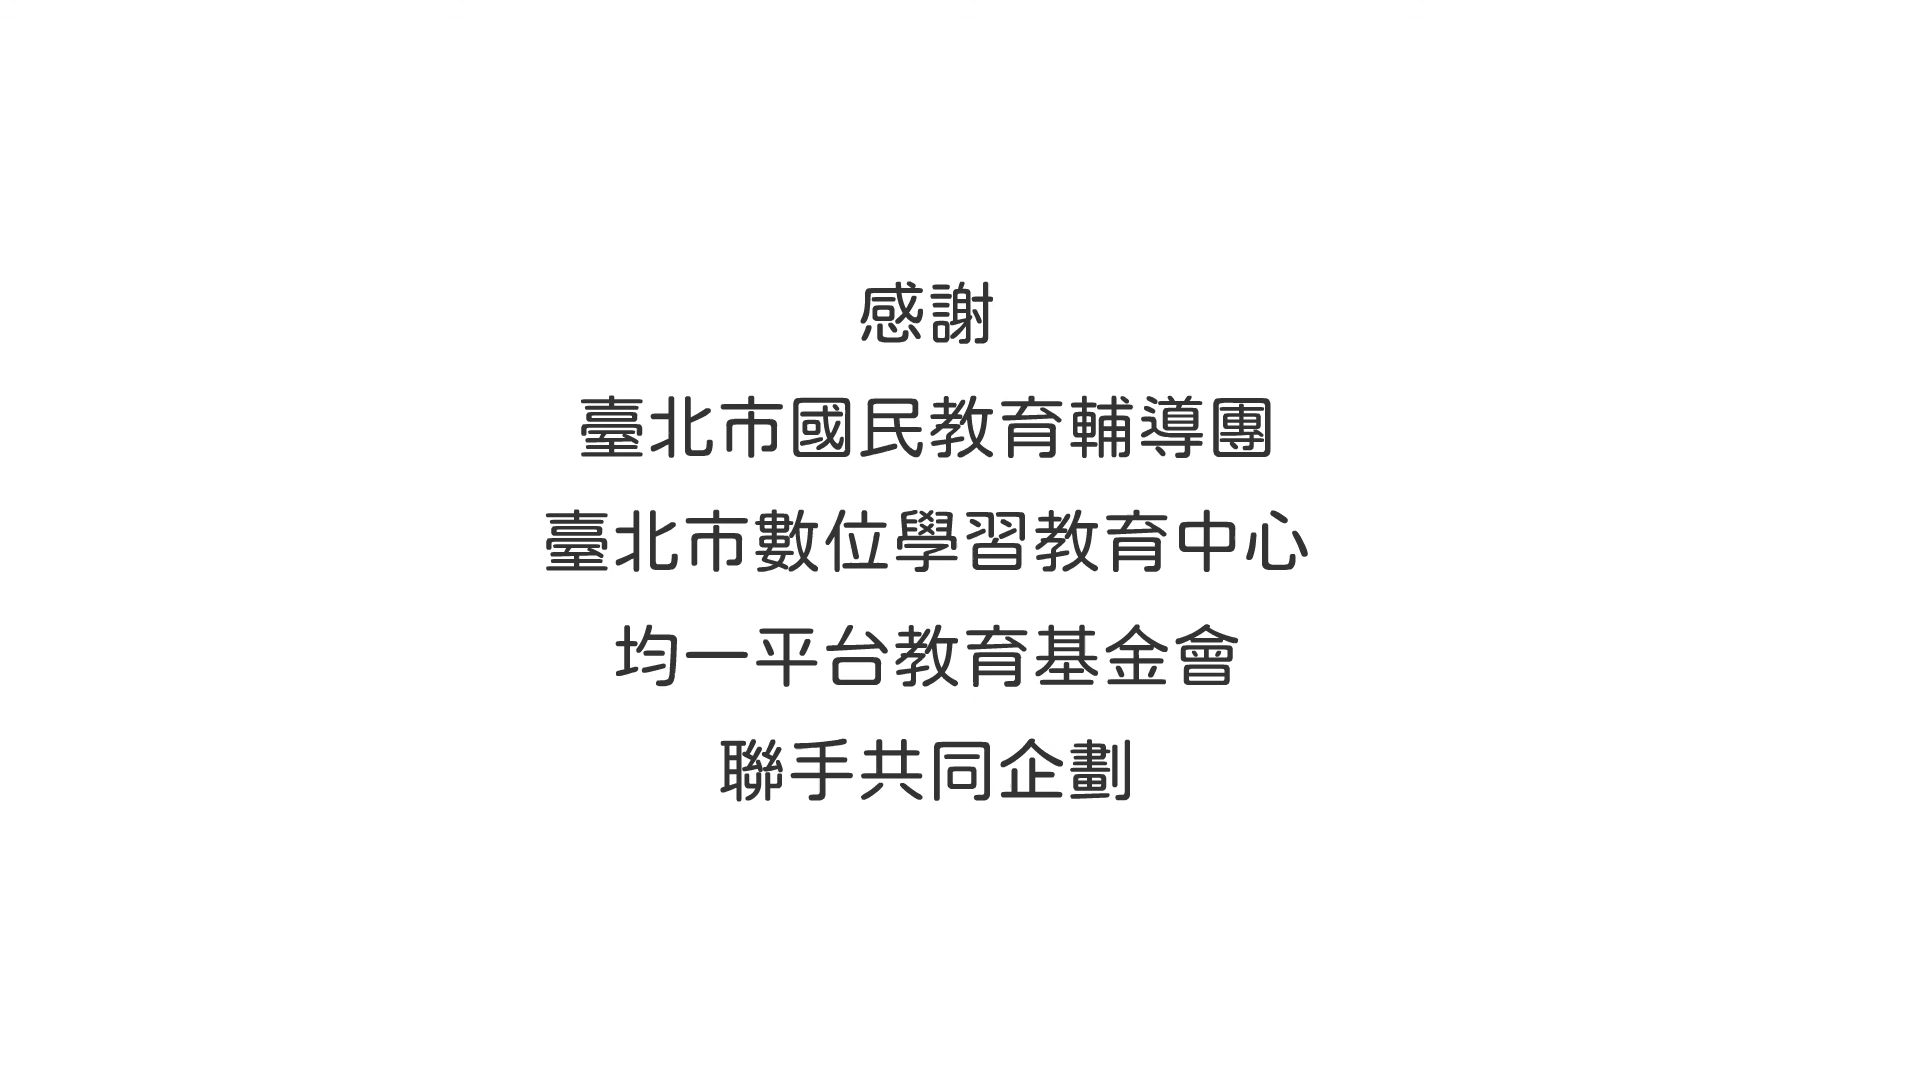 感謝
臺北市國民教育輔導團
臺北市數位學習教育中心
均一平台教育基金會
聯手共同企劃